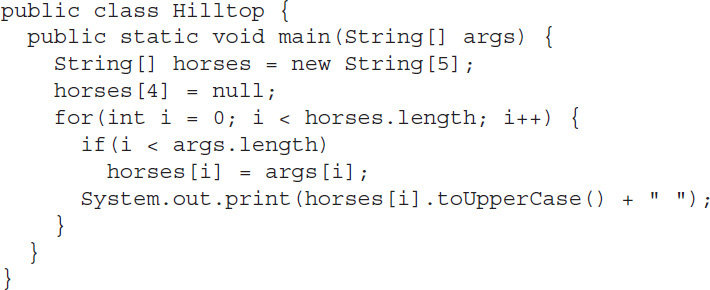 public class Hilltop {
  public static void main(String[] args) {
    String[] horses = new String[5];
    horses[4] = null;
    for(int i = 0; i < horses.length; i++) {
      if(i < args.length)
        horses[i] = args[i];
      System.out.print(horses[i].toUpperCase() + " ");
    }
  }
}